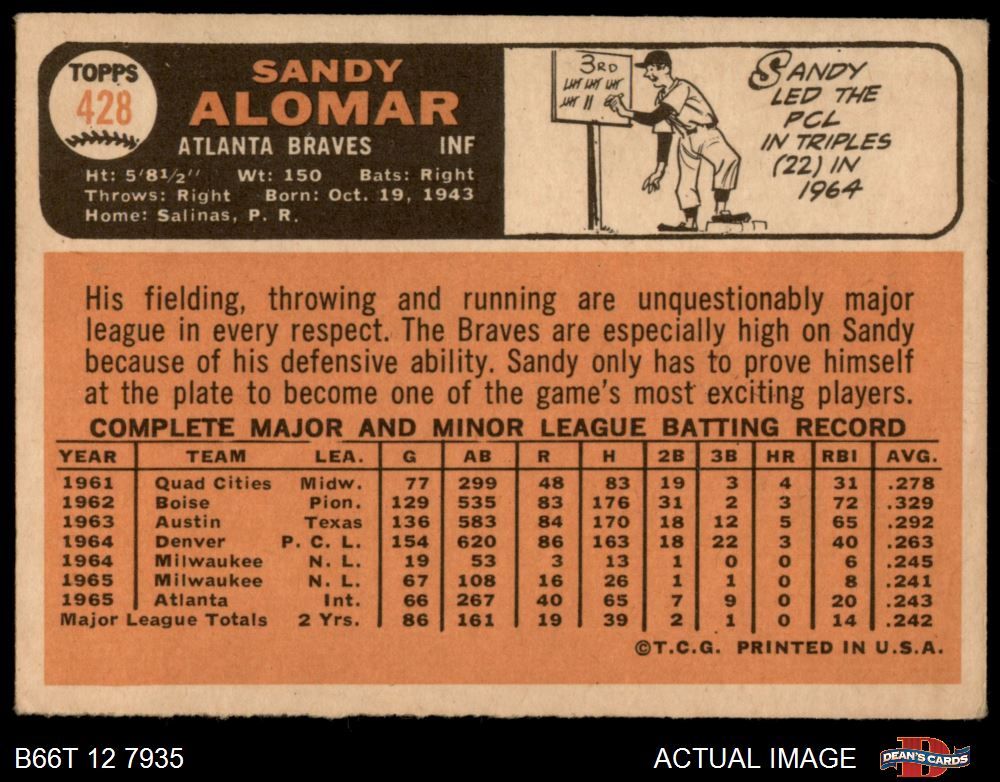 TOPPS
428
SANDY
ALOMAR
ATLANTA BRAVES INF
Ht: 5'8½" Wt: 150 Bats: Right
Throws: Right Born: Oct. 19, 1943
Home: Salinas, P. R.
3RD
SANDY
LED THE
PCL
IN TRIPLES
(22) IN
1964
His fielding, throwing and running are unquestionably major
league in every respect. The Braves are especially high on Sandy
because of his defensive ability. Sandy only has to prove himself
at the plate to become one of the game's most exciting players.
COMPLETE MAJOR AND MINOR LEAGUE BATTING RECORD
YEAR TEAM LEA. G AB R H 2B 3B HR RBI AVG.
1961 Quad Cities Midw. 77 299 48 83 19 3 4 31 .278
1962 Boise Pion. 129 535 83 176 31 2 3 72 .329
1963 Austin Texas 136 583 84 170 18 12 5 65 .292
1964 Denver P. C. L. 154 620 86 163 18 22 3 40 .263
1964 Milwaukee N. L. 19 53 3 13 1 0 0 6 .245
1965 Milwaukee N. L. 67 108 16 26 1 1 0 8 .241
1965 Atlanta Int. 66 267 40 65 7 9 0 20 .243
Major League Totals 2 Yrs. 86 161 19 39 2 1 0 14 .242
©T.C.G. PRINTED IN U.S.A.
B66T 12 7935 ACTUAL IMAGE DEAN'S CARDS